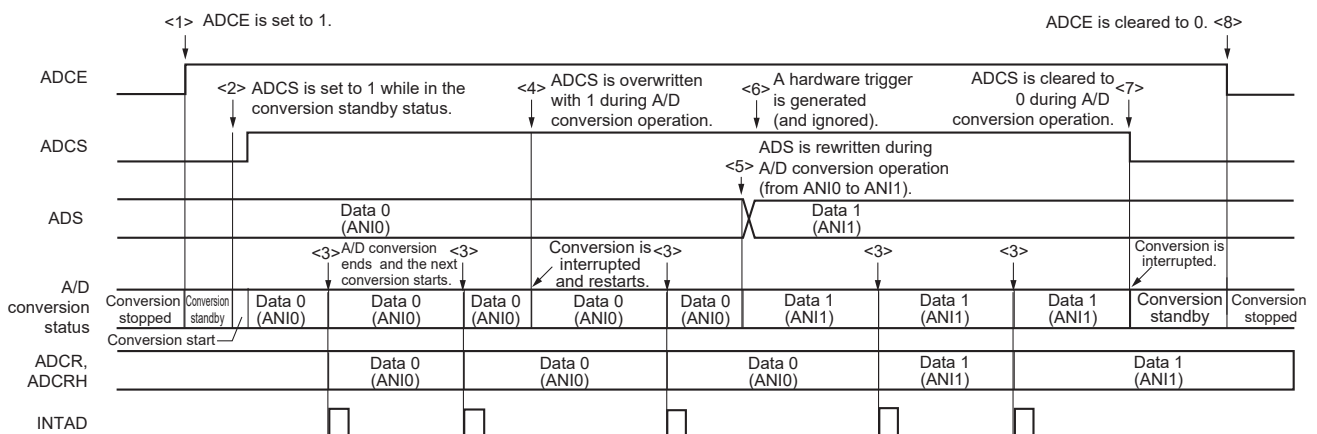 <1> ADCE is set to 1.
ADCE is cleared to 0. <8>
ADCE
<2> ADCS is set to 1 while in the
conversion standby status.
<4> ADCS is overwritten
with 1 during A/D
conversion operation.
<6> A hardware trigger
is generated
(and ignored).
ADCS is cleared to <7>
0 during A/D
conversion operation.
ADCS
ADS is rewritten during
<5> A/D conversion operation
(from ANI0 to ANI1).
ADS
Data 0
(ANI0)
Data 1
(ANI1)
<3> A/D conversion
ends and the next
conversion starts.
<3>
Conversion is
interrupted
and restarts.
<3>
<3>
<3>
Conversion is
interrupted.
A/D
conversion
status
Conversion
stopped
Conversion
standby
Conversion start
Data 0
(ANI0)
Data 0
(ANI0)
Data 0
(ANI0)
Data 0
(ANI0)
Data 0
(ANI0)
Data 1
(ANI1)
Data 1
(ANI1)
Data 1
(ANI1)
Conversion
standby
Conversion
stopped
ADCR,
ADCRH
Data 0
(ANI0)
Data 0
(ANI0)
Data 0
(ANI0)
Data 1
(ANI1)
Data 1
(ANI1)
INTAD